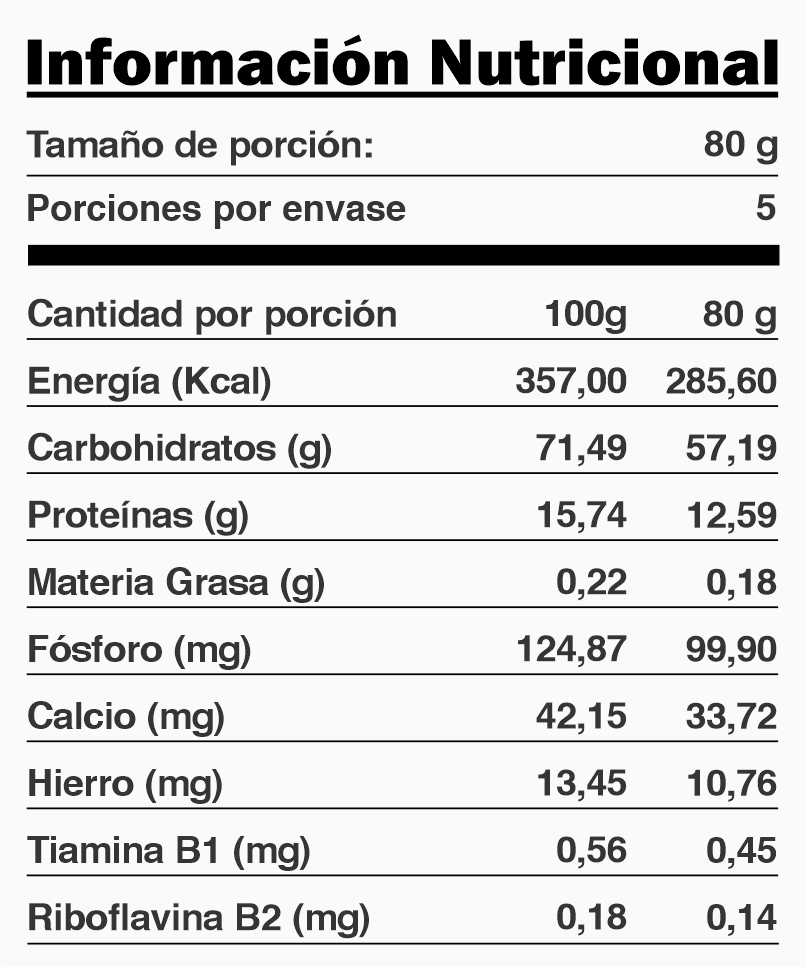 Información Nutricional
Tamaño de porción: 80 g
Porciones por envase 5
Cantidad por porción 100g 80 g
Energía (Kcal) 357,00 285,60
Carbohidratos (g) 71,49 57,19
Proteínas (g) 15,74 12,59
Materia Grasa (g) 0,22 0,18
Fósforo (mg) 124,87 99,90
Calcio (mg) 42,15 33,72
Hierro (mg) 13,45 10,76
Tiamina B1 (mg) 0,56 0,45
Riboflavina B2 (mg) 0,18 0,14